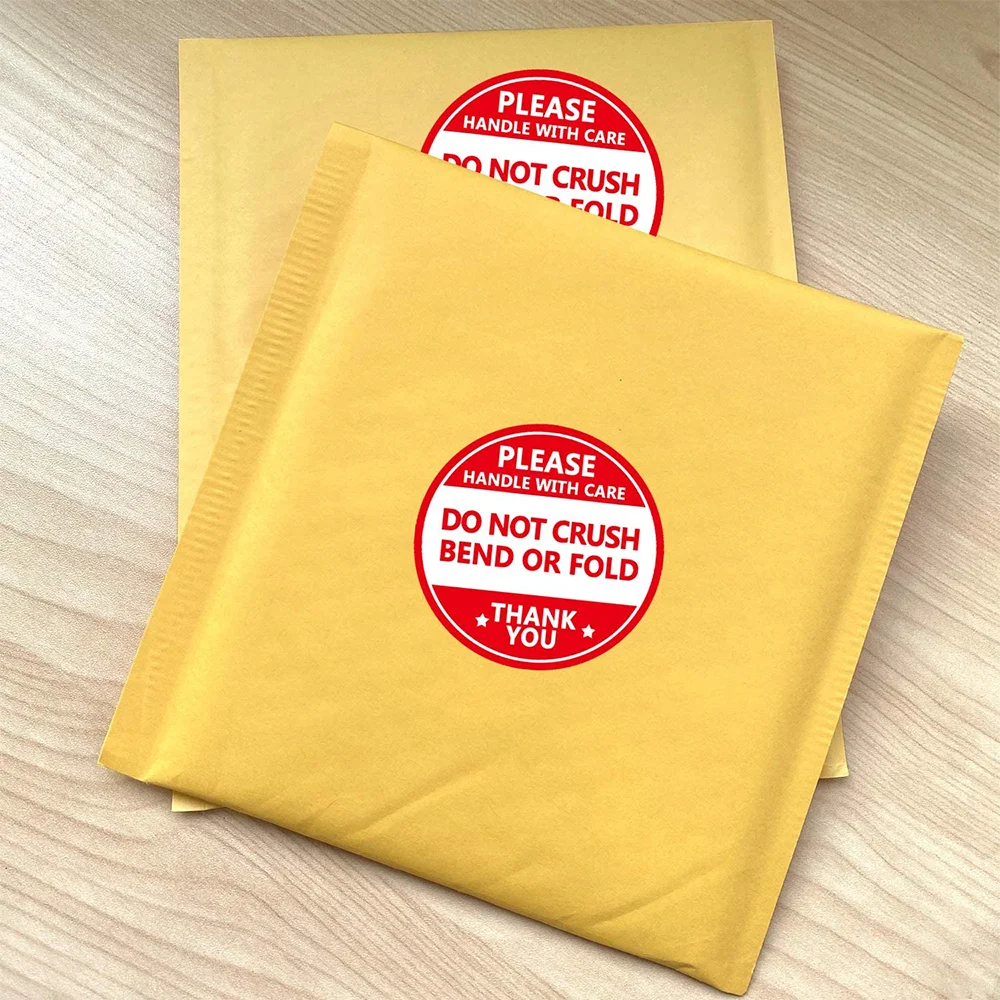 PLEASE
HANDLE WITH CARE
DO NOT CRUSH
FOLD
PLEASE
HANDLE WITH CARE
DO NOT CRUSH
BEND OR FOLD
THANK
YOU